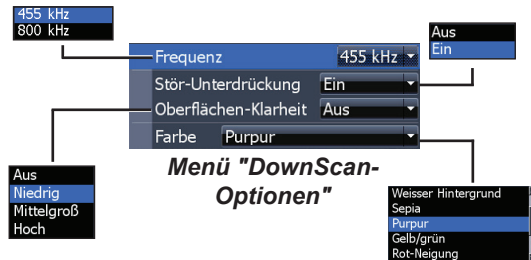 455 kHz
800 kHz
Aus
Ein
Frequenz 455 kHz
Stör-Unterdrückung Ein
Oberflächen-Klarheit Aus
Farbe Purpur
Menü "DownScan-
Optionen"
Aus
Niedrig
Mittelgroß
Hoch
Weisser Hintergrund
Sepia
Purpur
Gelb/grün
Rot-Neigung